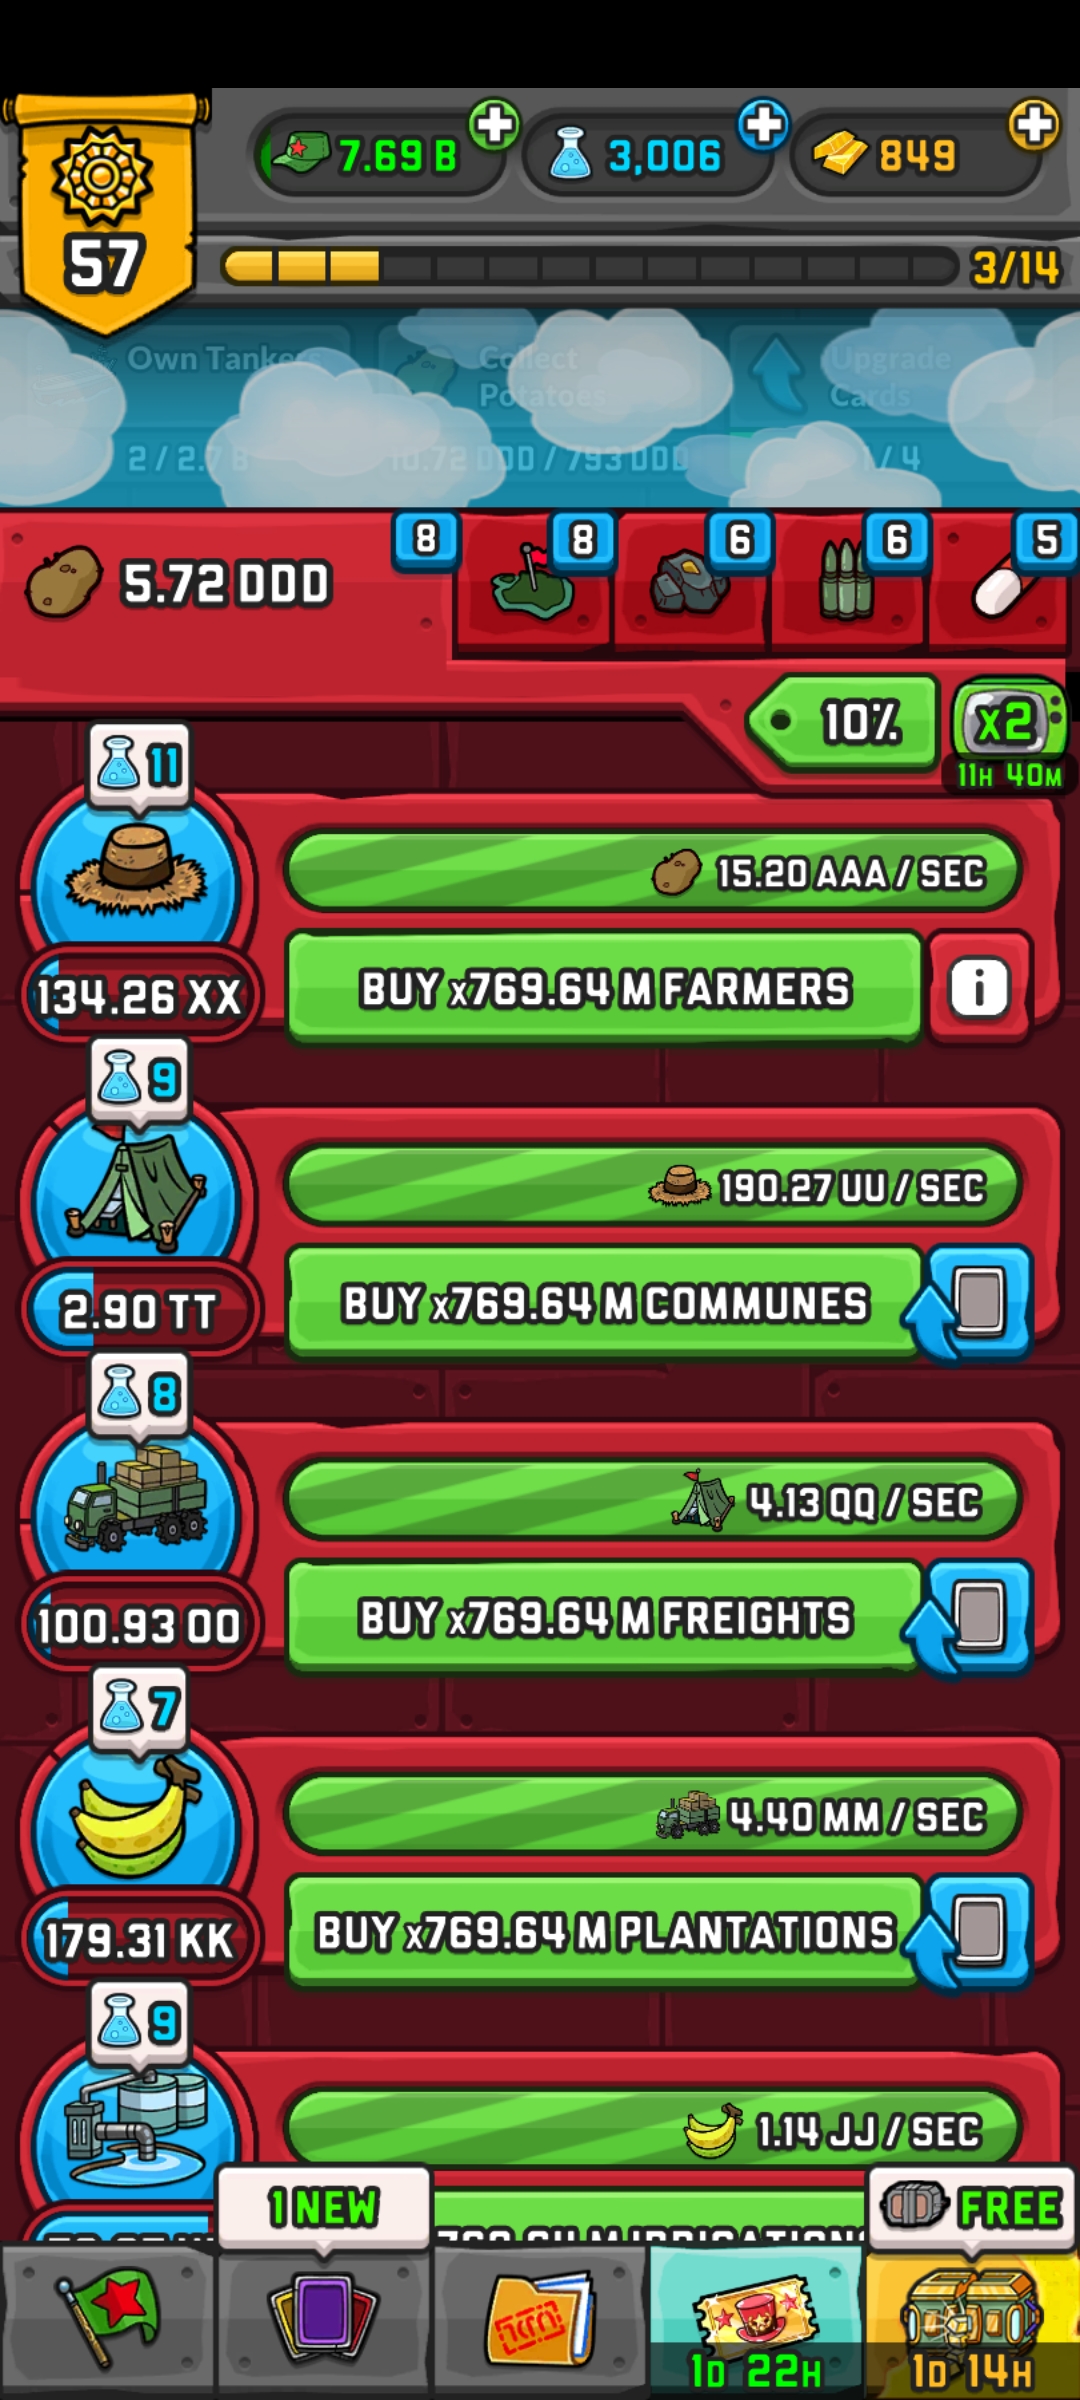 57
7.69 B
3,006
849
3/14
Own Tankers
Collect
Potatoes
Upgrade
Cards
2 / 2.7 B
10.72 DDD / 793 DDD
/ 4
5.72 DDD
8
8
6
6
5
10%
x2
11H 40M
11
15.20 AAA / SEC
134.26 XX
BUY x769.64 M FARMERS
i
9
190.27 UU / SEC
2.90 TT
BUY x769.64 M COMMUNES
8
4.13 QQ / SEC
100.93 OO
BUY x769.64 M FREIGHTS
7
4.40 MM / SEC
179.31 KK
BUY x769.64 M PLANTATIONS
9
1.14 JJ / SEC
1 NEW
FREE
1D 22H
1D 14H